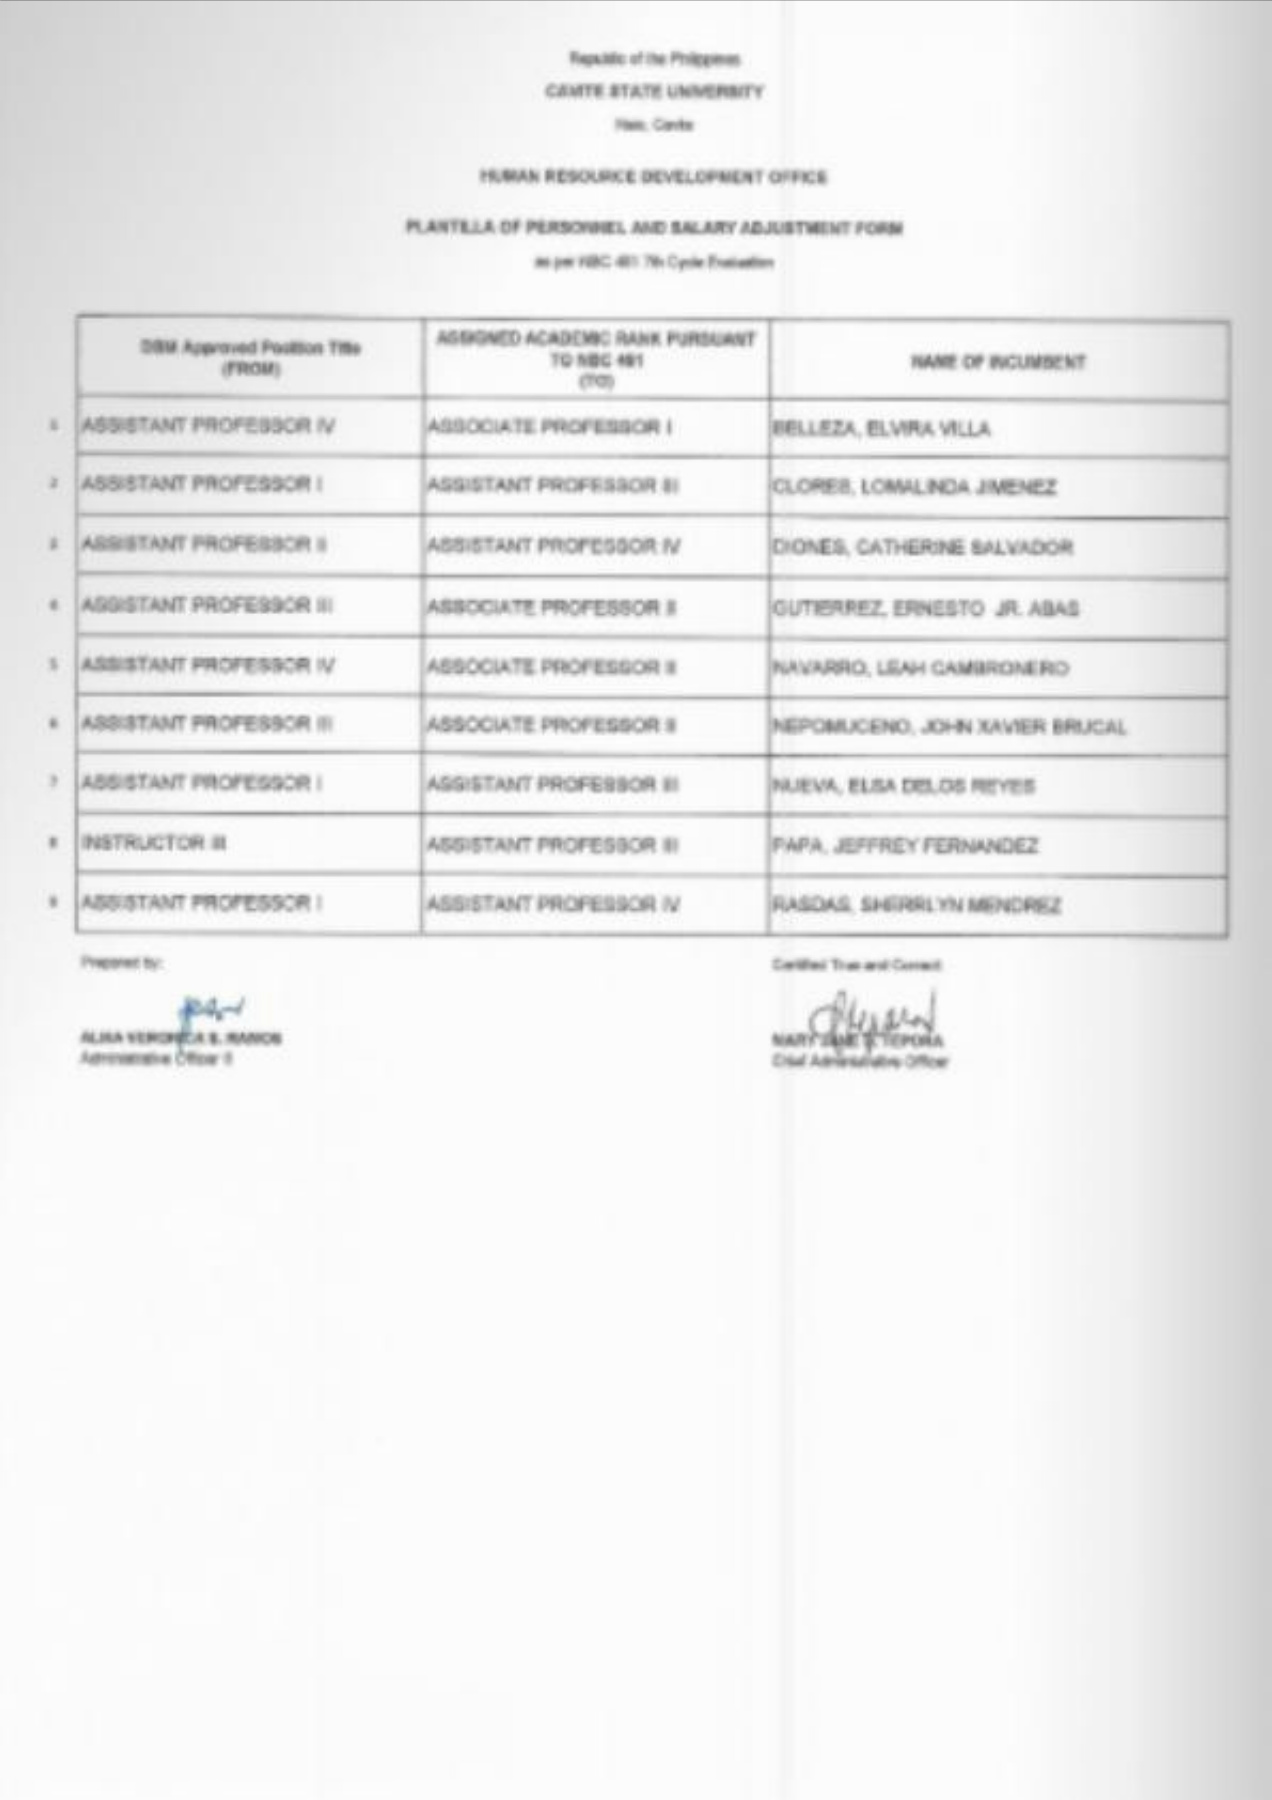 Republic of the Philippines
CAVITE STATE UNIVERSITY
Naic, Cavite
HUMAN RESOURCE DEVELOPMENT OFFICE
PLANTILLA OF PERSONNEL AND SALARY ADJUSTMENT FORM
as per NBC 461 7th Cycle Evaluation
DBM Approved Position Title (FROM)
ASSIGNED ACADEMIC RANK PURSUANT TO NBC 461 (TO)
NAME OF INCUMBENT
1 ASSISTANT PROFESSOR IV ASSOCIATE PROFESSOR I BELLEZA, ELVIRA VILLA
2 ASSISTANT PROFESSOR I ASSISTANT PROFESSOR III CLORES, LOMALINDA JIMENEZ
3 ASSISTANT PROFESSOR II ASSISTANT PROFESSOR IV DIONES, CATHERINE SALVADOR
4 ASSISTANT PROFESSOR III ASSOCIATE PROFESSOR II GUTIERREZ, ERNESTO JR. ABAS
5 ASSISTANT PROFESSOR IV ASSOCIATE PROFESSOR II NAVARRO, LEAH CAMBRONERO
6 ASSISTANT PROFESSOR III ASSOCIATE PROFESSOR II NEPOMUCENO, JOHN XAVIER BRUCAL
7 ASSISTANT PROFESSOR I ASSISTANT PROFESSOR III NUEVA, ELSA DELOS REYES
8 INSTRUCTOR III ASSISTANT PROFESSOR III PAPA, JEFFREY FERNANDEZ
9 ASSISTANT PROFESSOR I ASSISTANT PROFESSOR IV RASDAS, SHERRLYN MENDREZ
Prepared by: Certified True and Correct:
VERONICA S. RAMOS MARY JANE TEPORA
Administrative Officer II Chief Administrative Officer